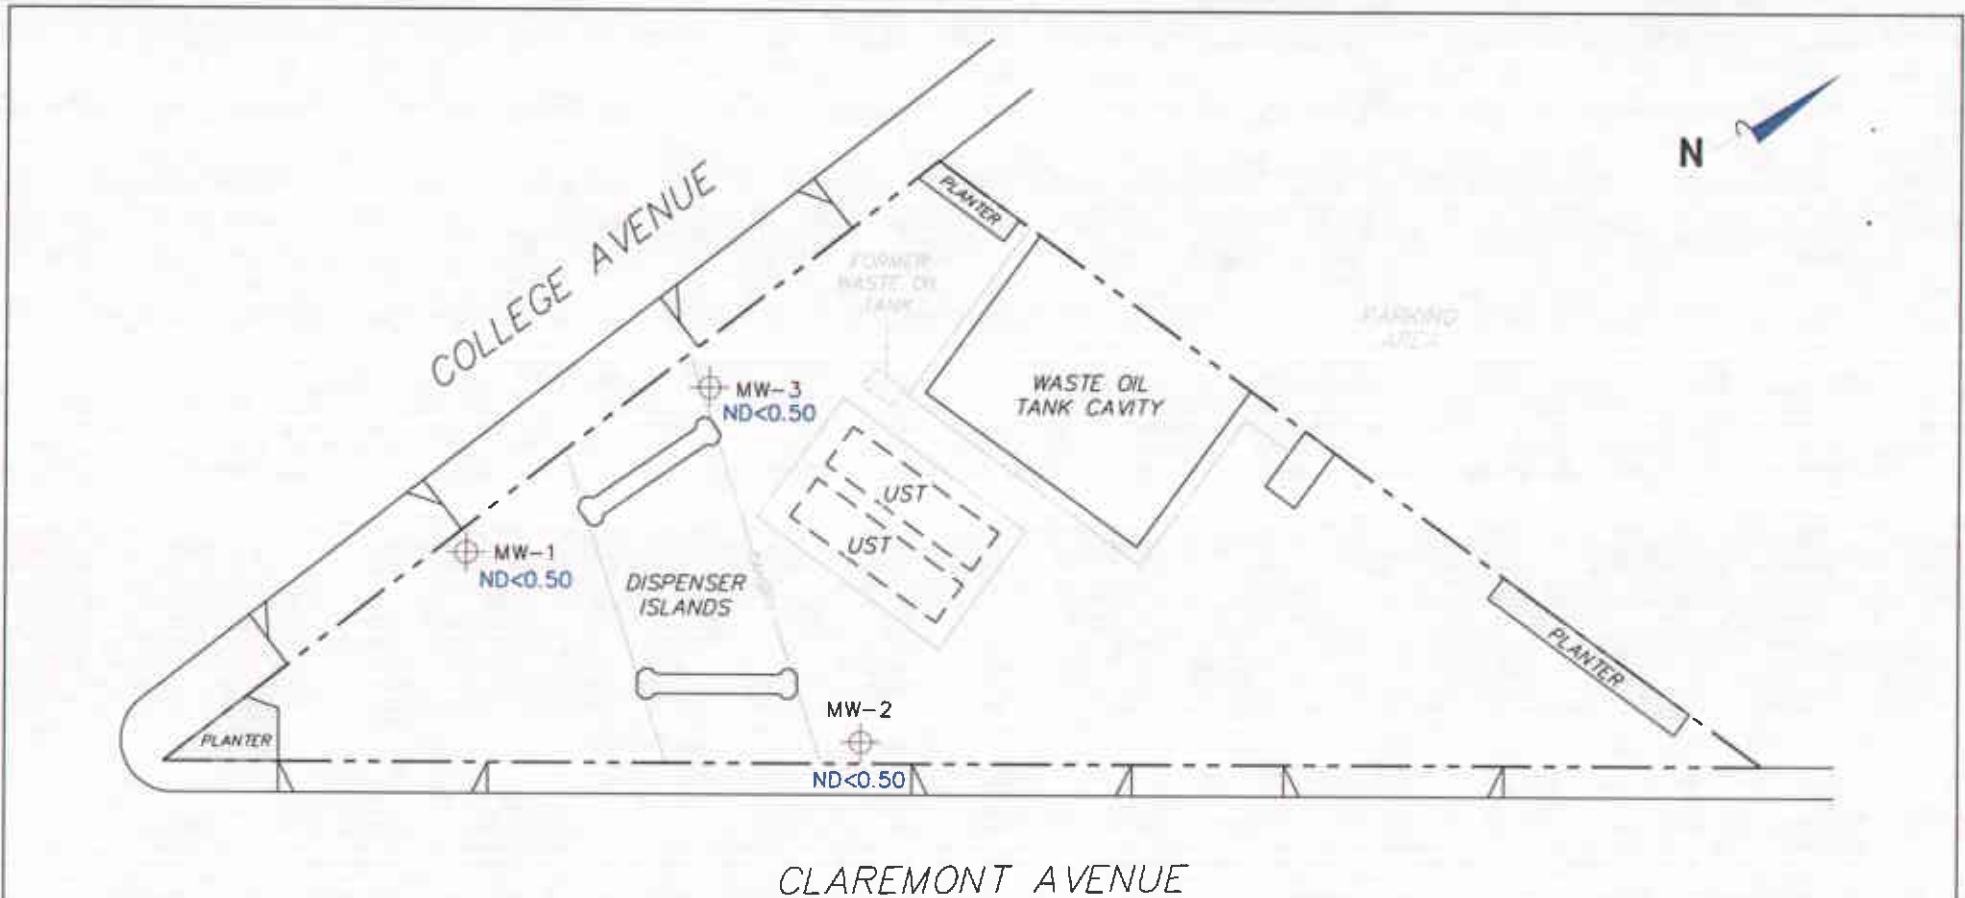 N
COLLEGE AVENUE
PLANTER
FORMER
WASTE OIL
TANK
PARKING
AREA
WASTE OIL
TANK CAVITY
MW-3
ND<0.50
UST
UST
MW-1
ND<0.50
DISPENSER
ISLANDS
PLANTER
MW-2
PLANTER
ND<0.50
CLAREMONT AVENUE